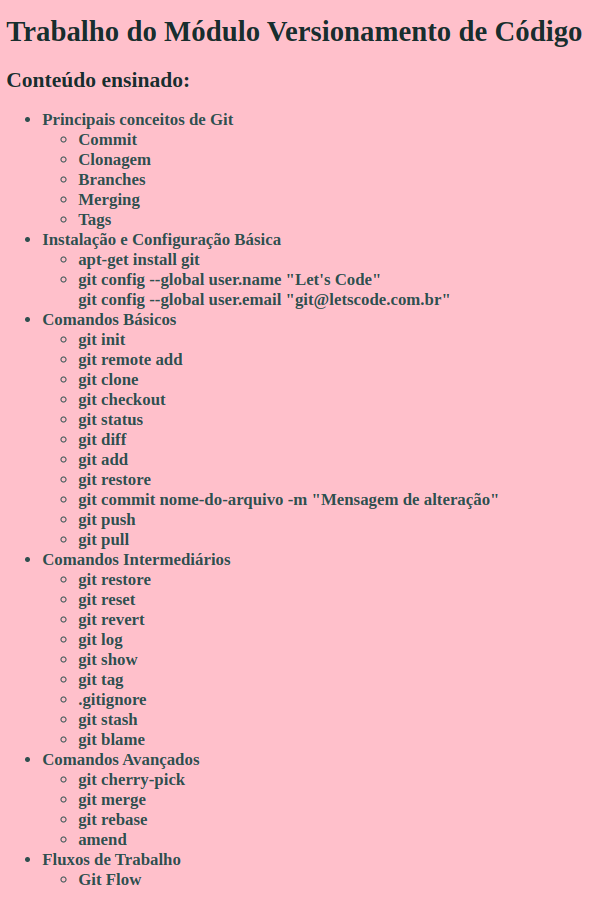 Trabalho do Módulo Versionamento de Código
Conteúdo ensinado:
Principais conceitos de Git
Commit
Clonagem
Branches
Merging
Tags
Instalação e Configuração Básica
apt-get install git
git config --global user.name "Let's Code"
git config --global user.email "git@letscode.com.br"
Comandos Básicos
git init
git remote add
git clone
git checkout
git status
git diff
git add
git restore
git commit nome-do-arquivo -m "Mensagem de alteração"
git push
git pull
Comandos Intermediários
git restore
git reset
git revert
git log
git show
git tag
.gitignore
git stash
git blame
Comandos Avançados
git cherry-pick
git merge
git rebase
amend
Fluxos de Trabalho
Git Flow